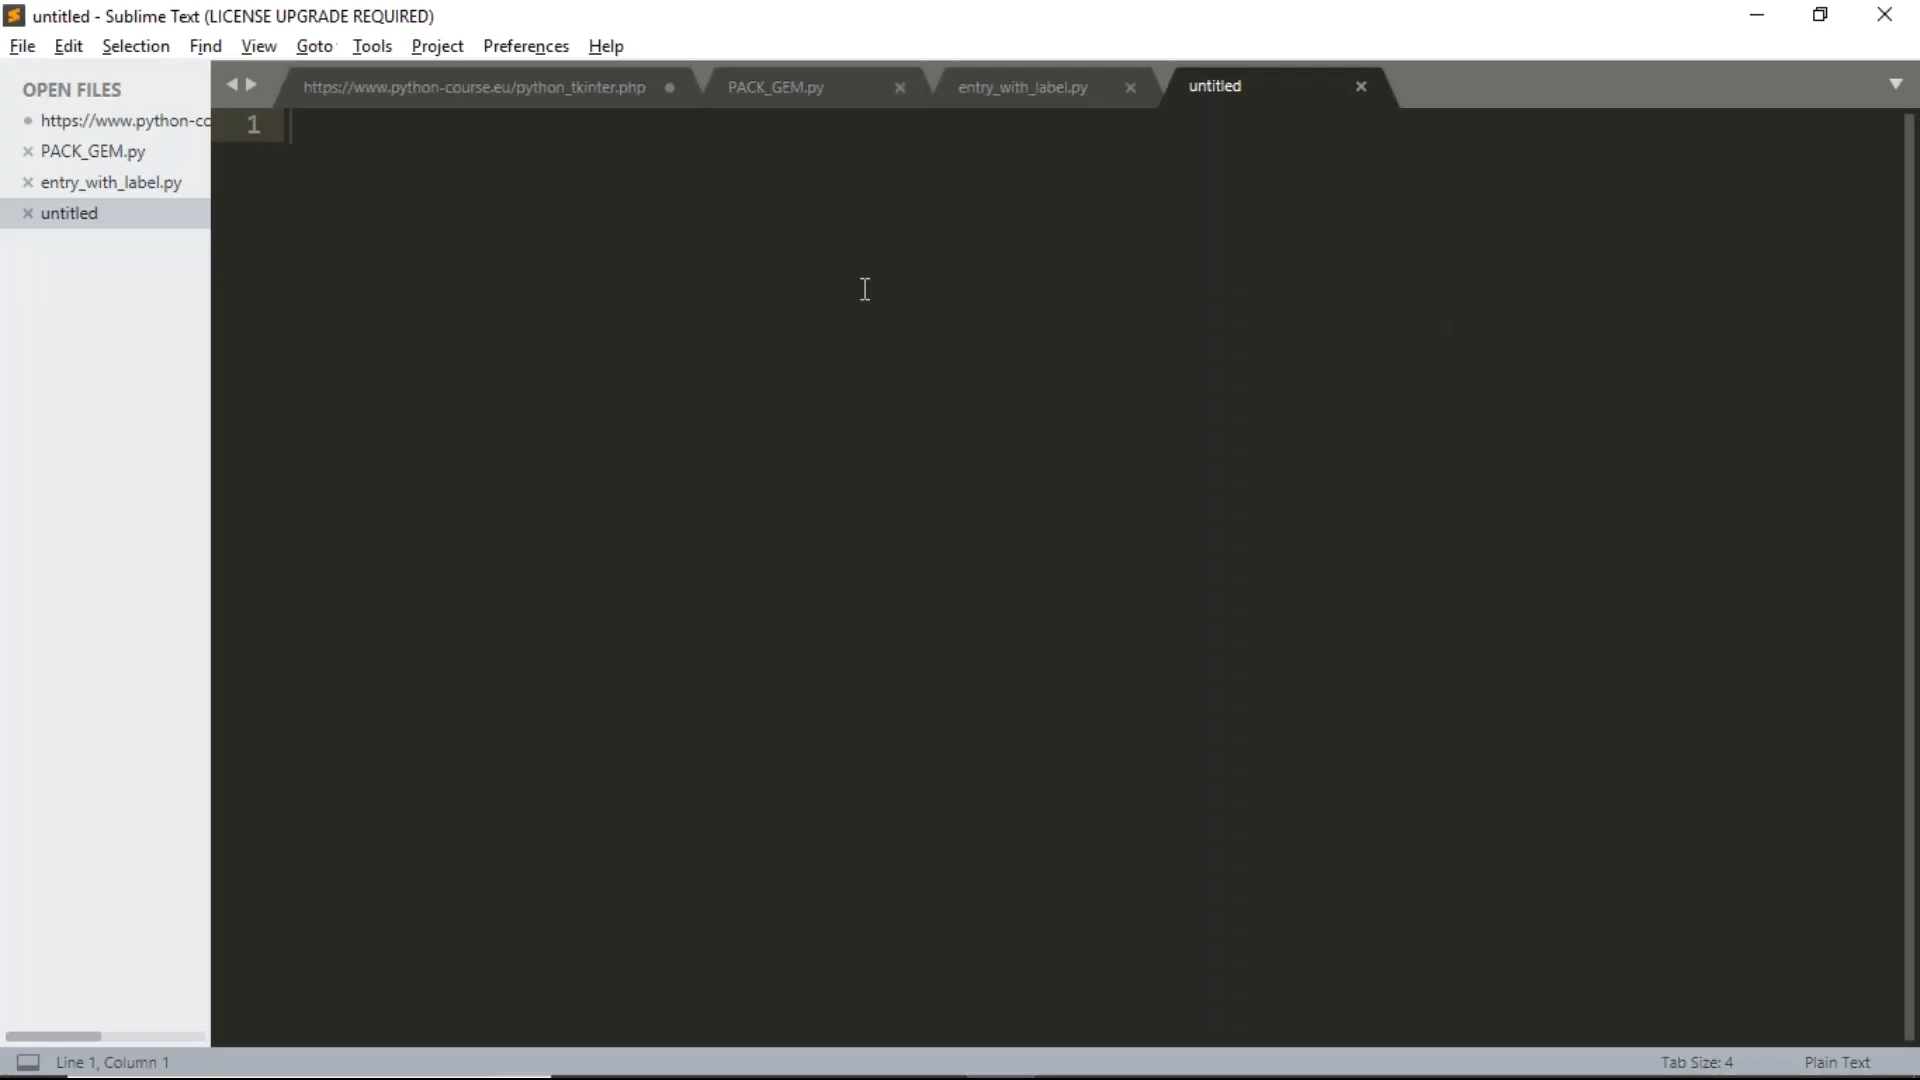 untitled - Sublime Text (LICENSE UPGRADE REQUIRED)
File Edit Selection Find View Goto Tools Project Preferences Help
OPEN FILES
https://www.python-co
PACK_GEM.py
entry_with_label.py
untitled
https://www.python-course.eu/python_tkinter.php PACK_GEM.py entry_with_label.py untitled
1
Line 1, Column 1 Tab Size: 4 Plain Text